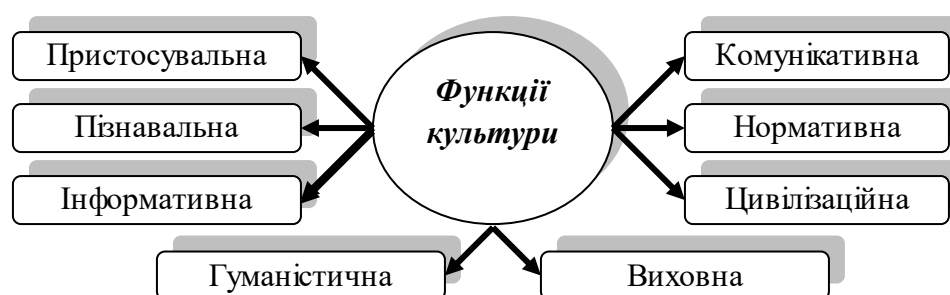 Пристосувальна
Пізнавальна
Інформативна
Функції
культури
Комунікативна
Нормативна
Цивілізаційна
Гуманістична
Виховна